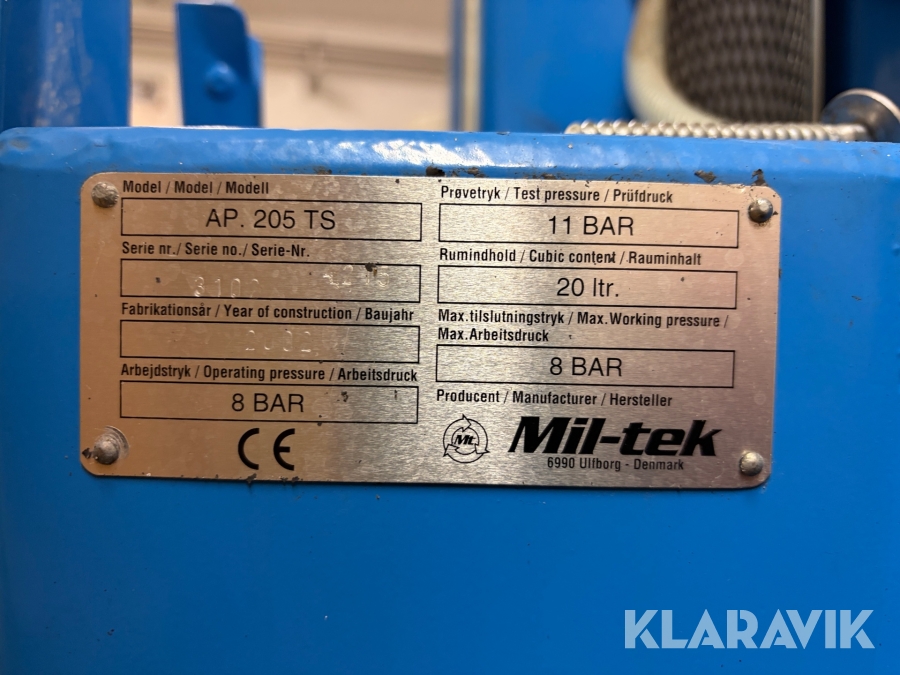 Model / Model / Modell
AP. 205 TS
Serie nr./ Serie no./ Serie-Nr.
Fabrikationsår / Year of construction / Baujahr
2002
Arbejdstryk / Operating pressure / Arbeitsdruck
8 BAR
CE
Prøvetryk / Test pressure / Prüfdruck
11 BAR
Rumindhold / Cubic content / Rauminhalt
20 ltr.
Max.tilslutningstryk / Max. Working pressure /
Max. Arbeitsdruck
8 BAR
Producent / Manufacturer / Hersteller
Mt.
Mil-tek
6990 Ulfborg - Denmark
KLARAVIK